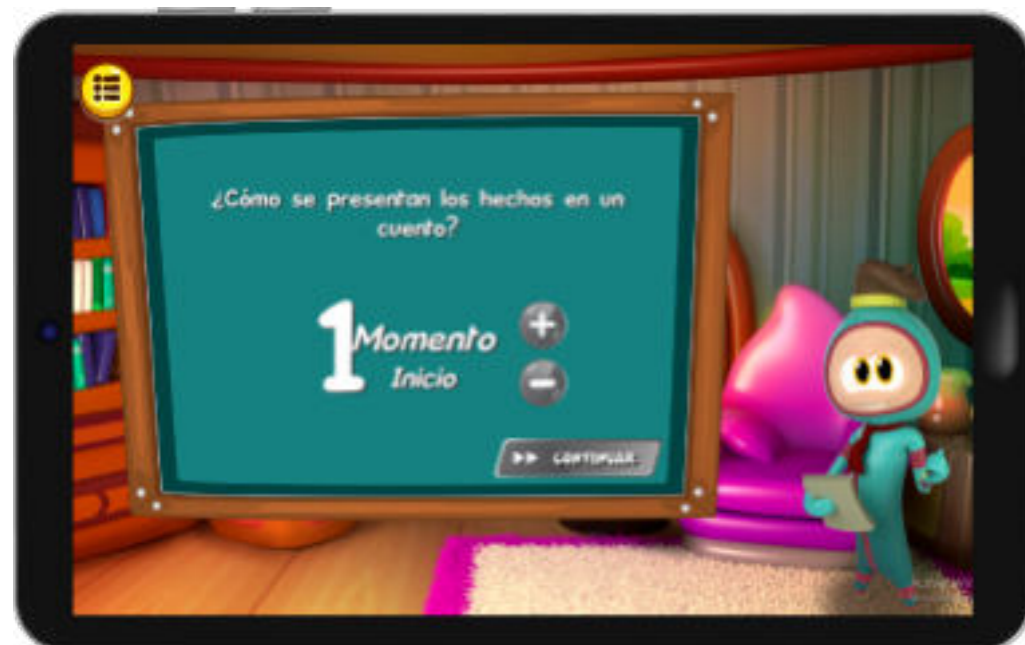 ¿Cómo se presentan los hechos en un
cuento?
1 Momento
Inicio
CONTINUAR